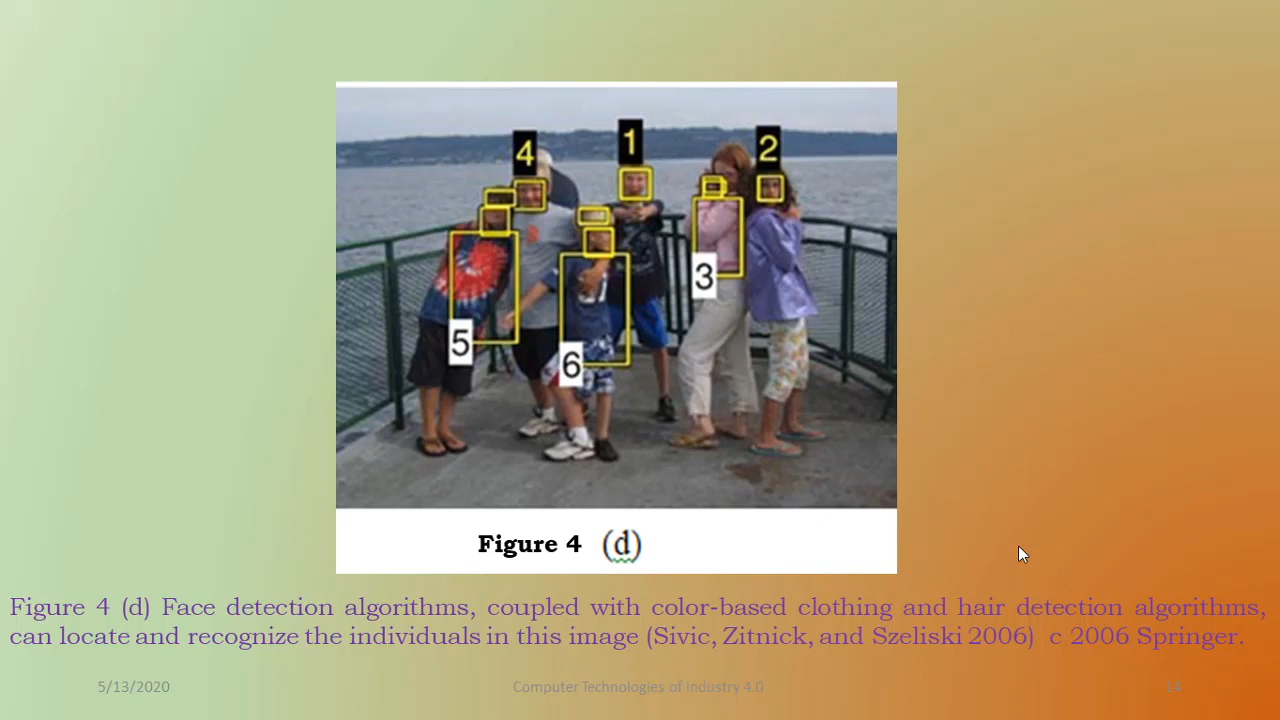 4
1
2
3
5
6
Figure 4 (d)
Figure 4 (d) Face detection algorithms, coupled with color-based clothing and hair detection algorithms,
can locate and recognize the individuals in this image (Sivic, Zitnick, and Szeliski 2006) c 2006 Springer.
5/13/2020
Computer Technologies of Industry 4.0
14